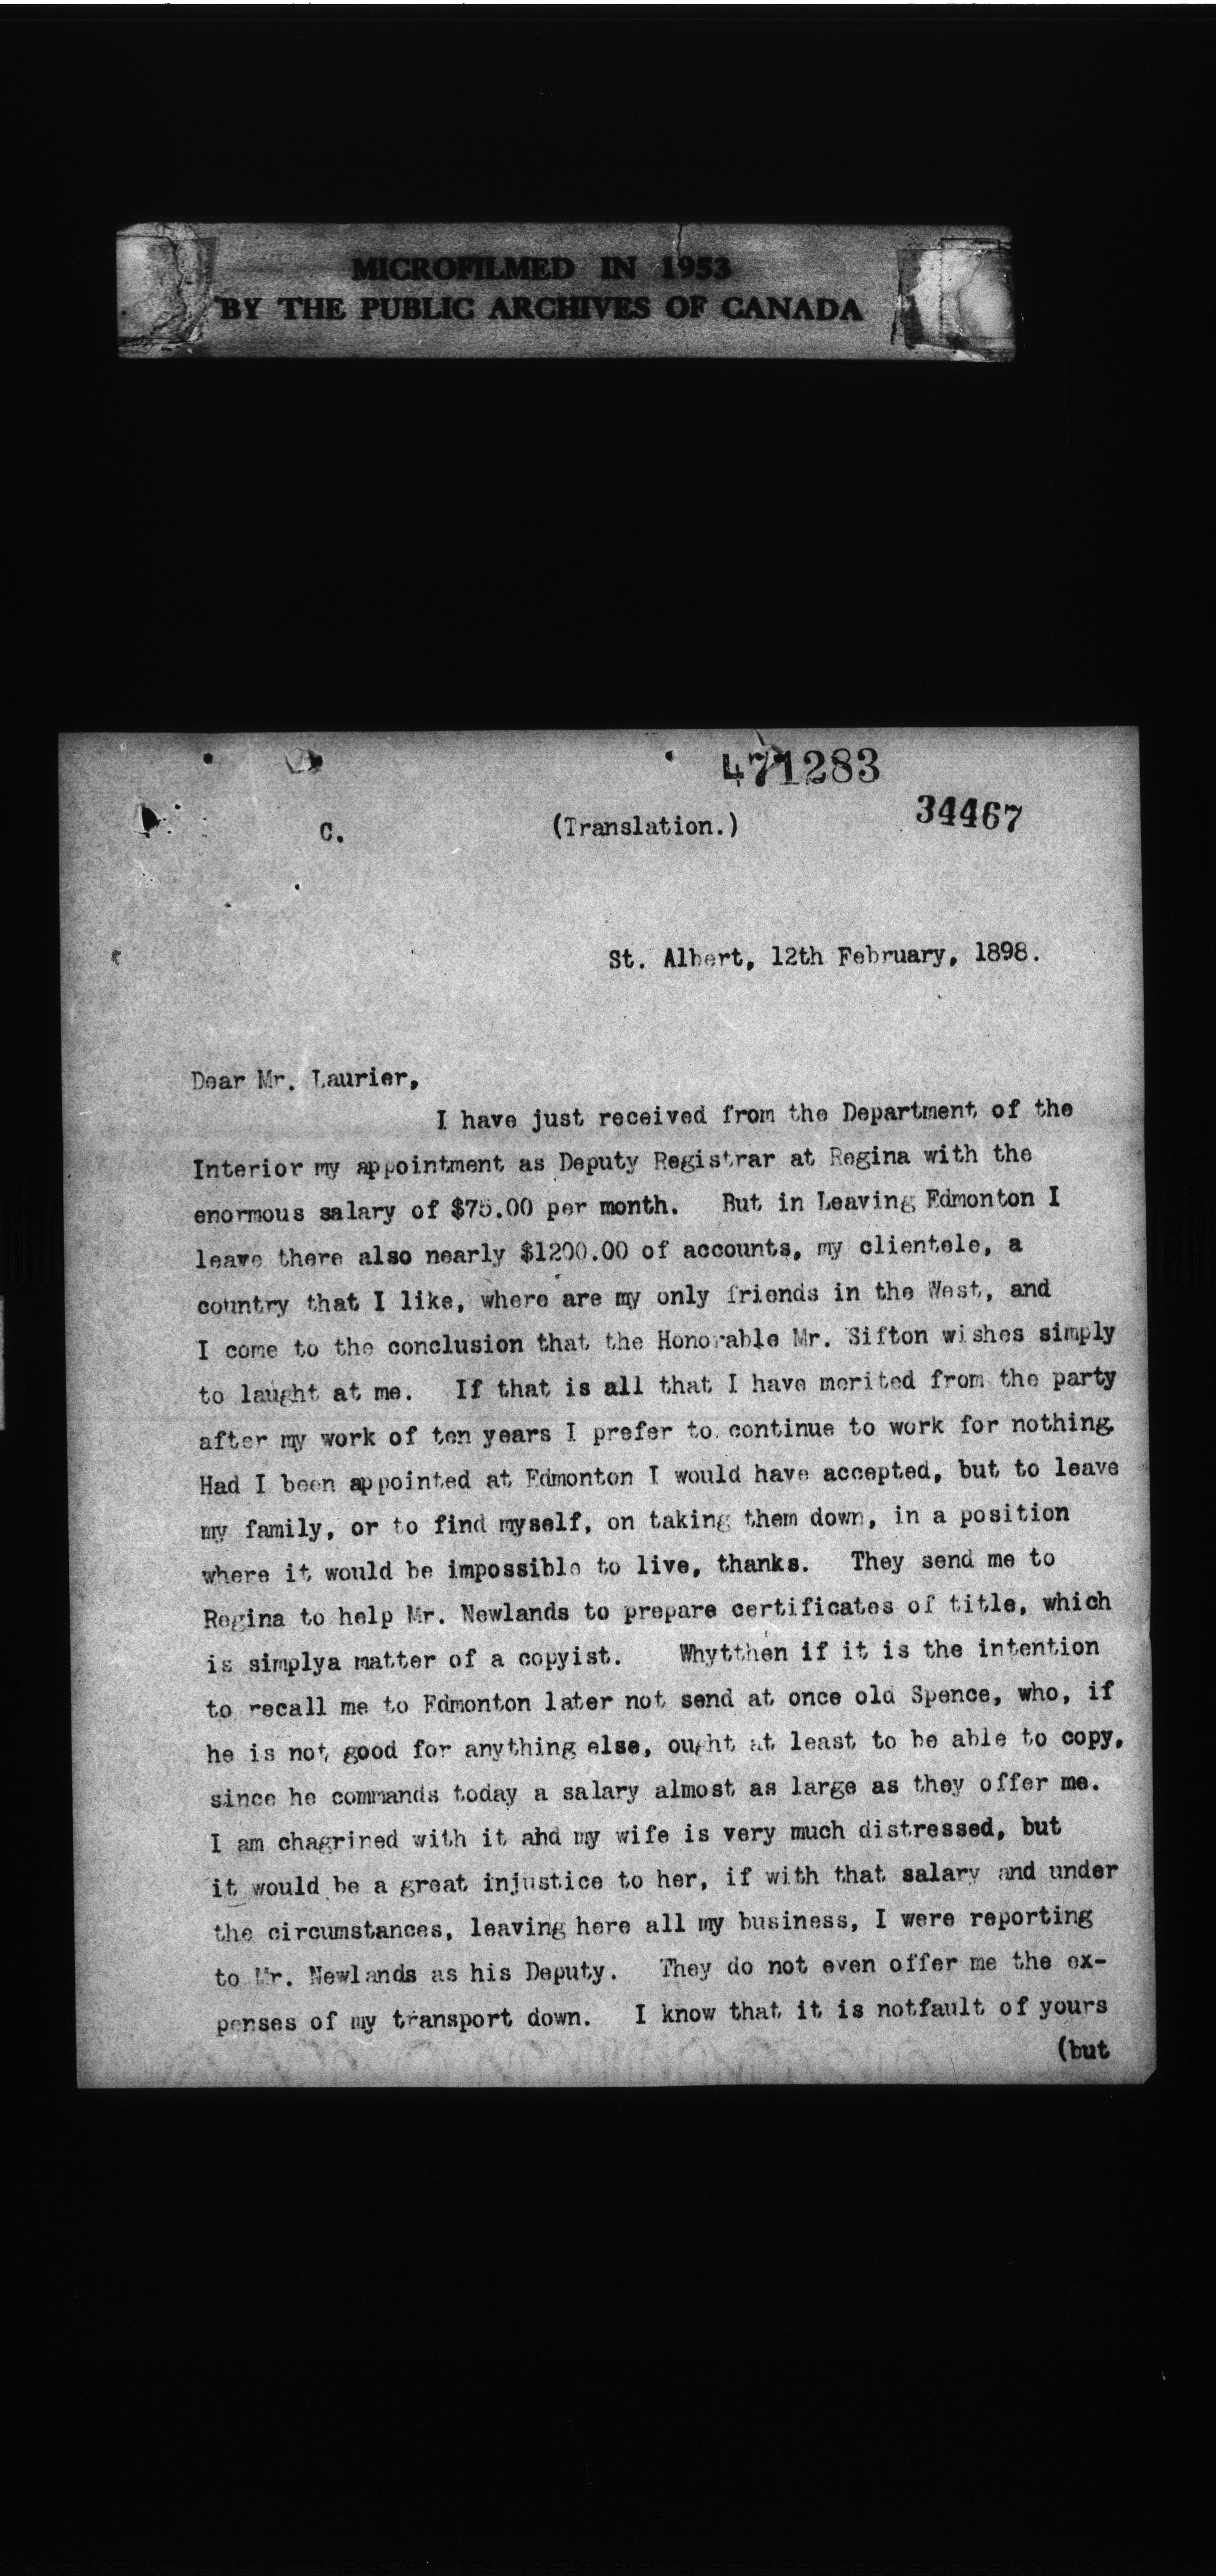 MICROFILMED IN 1953
BY THE PUBLIC ARCHIVES OF CANADA
471283
34467
C. (Translation.)
St. Albert, 12th February, 1898.
Dear Mr. Laurier,
I have just received from the Department of the
Interior my appointment as Deputy Registrar at Regina with the
enormous salary of $75.00 per month. But in Leaving Edmonton I
leave there also nearly $1200.00 of accounts, my clientele, a
country that I like, where are my only friends in the West, and
I come to the conclusion that the Honorable Mr. Sifton wishes simply
to laught at me. If that is all that I have merited from the party
after my work of ten years I prefer to continue to work for nothing.
Had I been appointed at Edmonton I would have accepted, but to leave
my family, or to find myself, on taking them down, in a position
where it would be impossible to live, thanks. They send me to
Regina to help Mr. Newlands to prepare certificates of title, which
is simplya matter of a copyist. Whytthen if it is the intention
to recall me to Edmonton later not send at once old Spence, who, if
he is not good for anything else, ought at least to be able to copy,
since he commands today a salary almost as large as they offer me.
I am chagrined with it ahd my wife is very much distressed, but
it would be a great injustice to her, if with that salary and under
the circumstances, leaving here all my business, I were reporting
to Mr. Newlands as his Deputy. They do not even offer me the ex-
penses of my transport down. I know that it is notfault of yours
(but